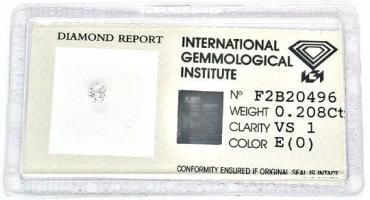 DIAMOND REPORT
INTERNATIONAL
GEMMOLOGICAL
INSTITUTE
Nº F2B20496
WEIGHT 0.208Ct
CLARITY VS 1
COLOR E(0)
CONFORMITY ENSURED IF ORIGINAL SEAL IS INTACT